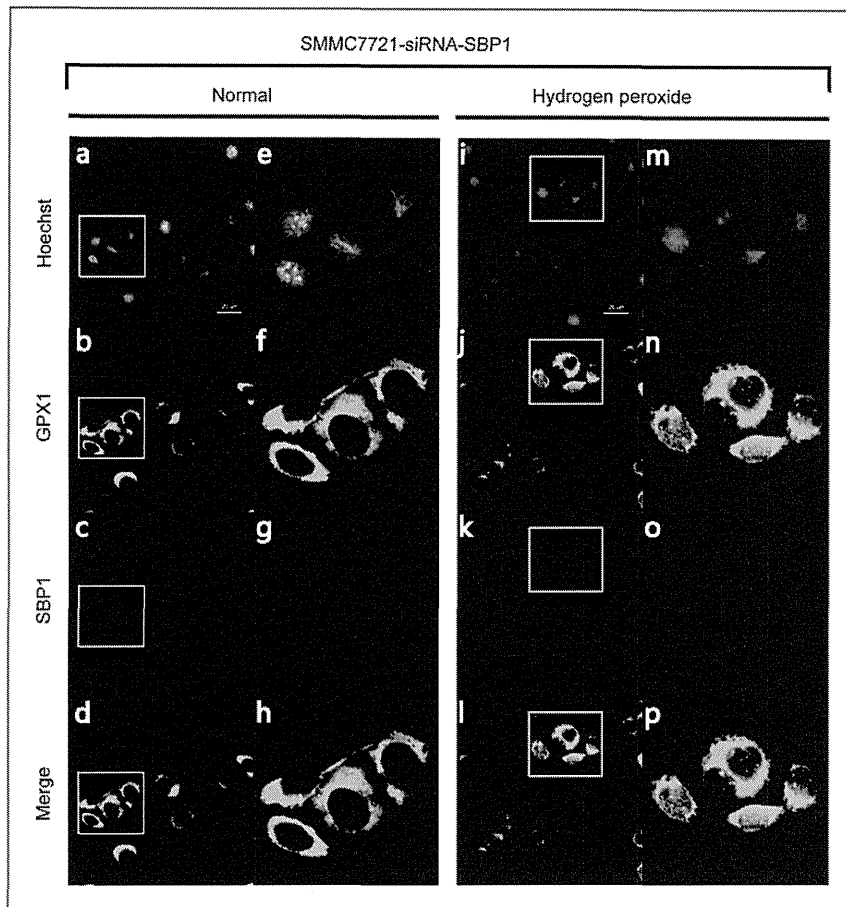 SMMC7721-siRNA-SBP1
Normal
Hydrogen peroxide
Hoechst
a
e
i
m
GPX1
b
f
j
n
SBP1
c
g
k
o
Merge
d
h
l
p